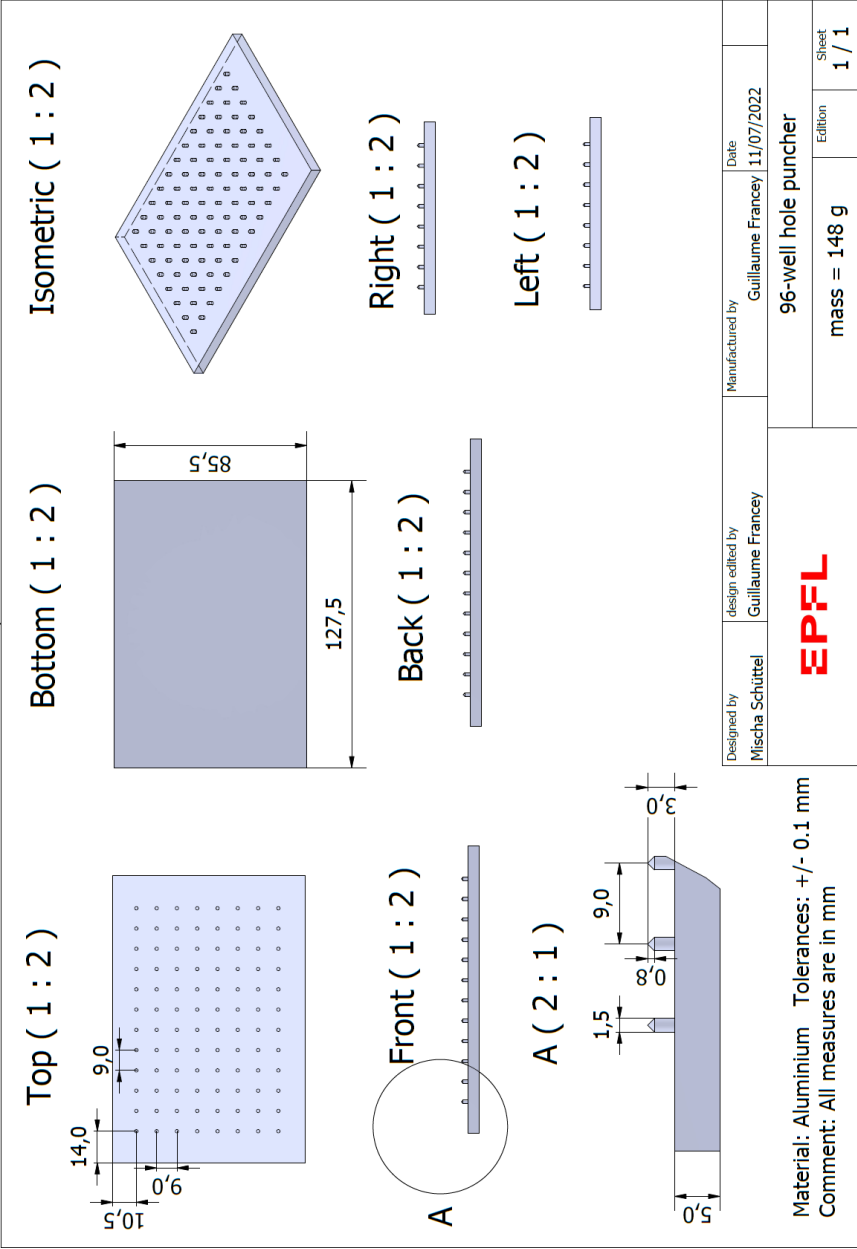 Top ( 1 : 2 )
14,0
9,0
10,5
9,0
Bottom ( 1 : 2 )
127,5
85,5
Isometric ( 1 : 2 )
Front ( 1 : 2 )
A
Back ( 1 : 2 )
Right ( 1 : 2 )
Left ( 1 : 2 )
A ( 2 : 1 )
1,5
9,0
0,8
3,0
5,0
Material: Aluminium Tolerances: +/- 0.1 mm
Comment: All measures are in mm
Designed by
Mischa Schüttel
design edited by
Guillaume Francey
Manufactured by
Guillaume Francey
Date
11/07/2022
EPFL
96-well hole puncher
mass = 148 g
Edition
Sheet
1 / 1